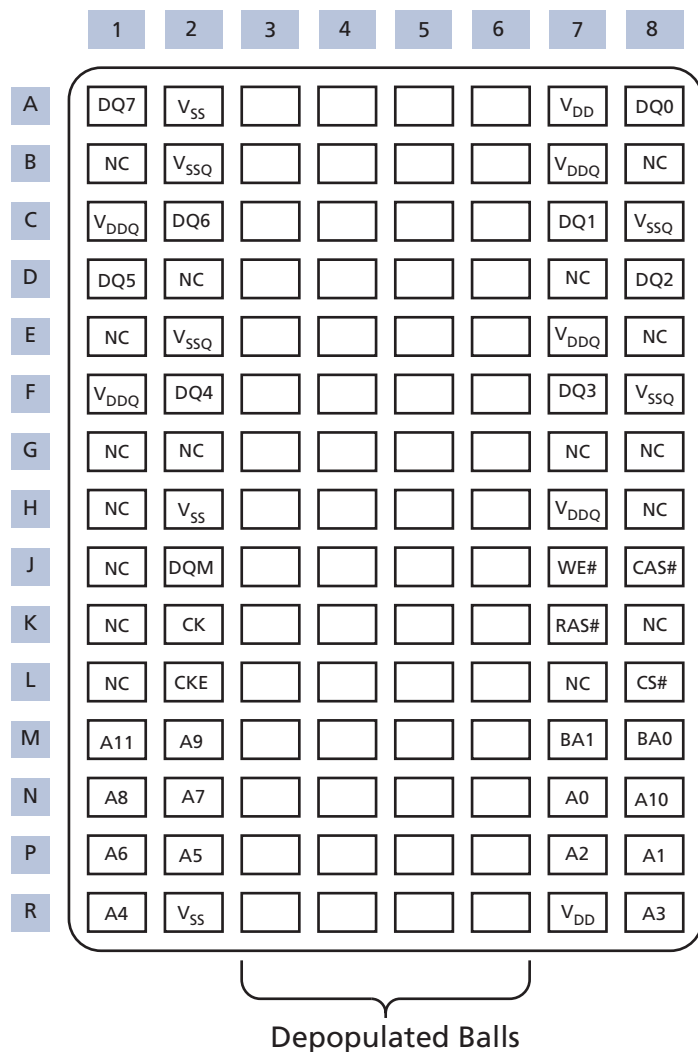 1 2 3 4 5 6 7 8
A DQ7 VSS VDD DQ0
B NC VSSQ VDDQ NC
C VDDQ DQ6 DQ1 VSSQ
D DQ5 NC NC DQ2
E NC VSSQ VDDQ NC
F VDDQ DQ4 DQ3 VSSQ
G NC NC NC NC
H NC VSS VDDQ NC
J NC DQM WE# CAS#
K NC CK RAS# NC
L NC CKE NC CS#
M A11 A9 BA1 BA0
N A8 A7 A0 A10
P A6 A5 A2 A1
R A4 VSS VDD A3
Depopulated Balls